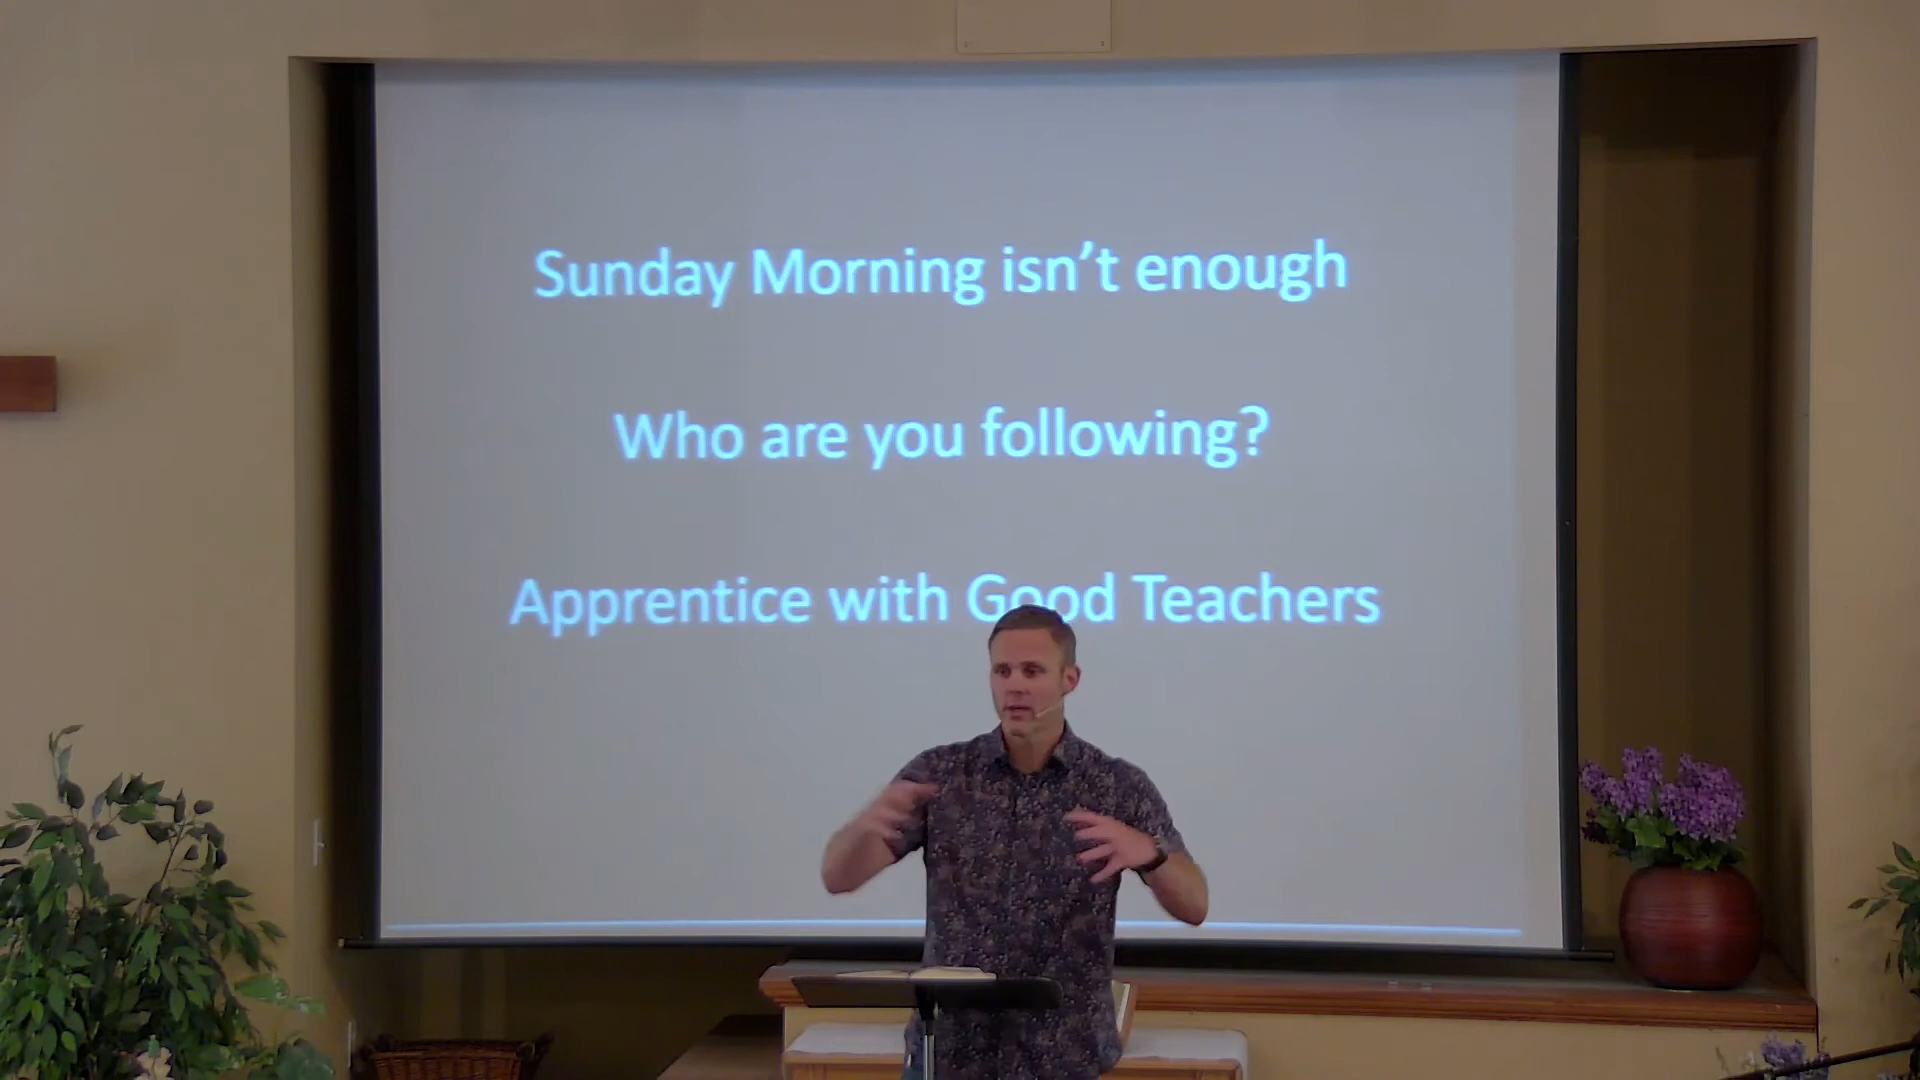 Sunday Morning isn’t enough
Who are you following?
Apprentice with Good Teachers